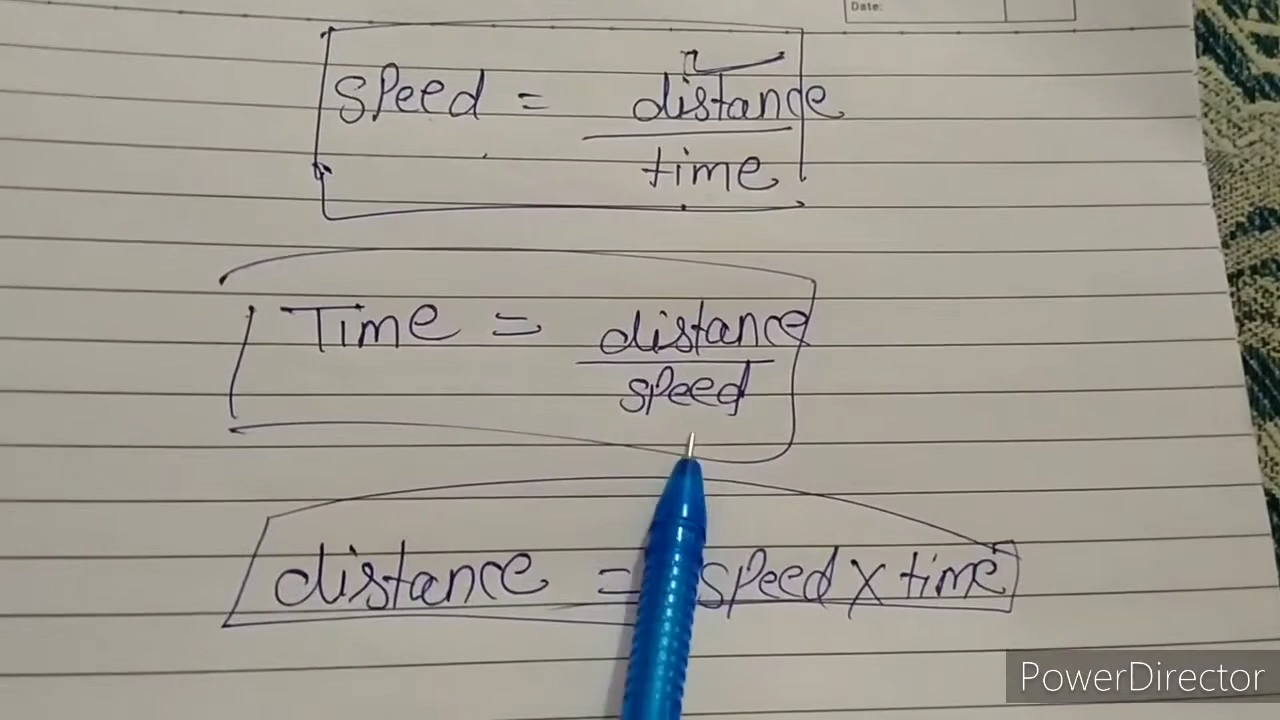 Date:
speed = distance
time
Time = distance
speed
distance = speed x time
PowerDirector